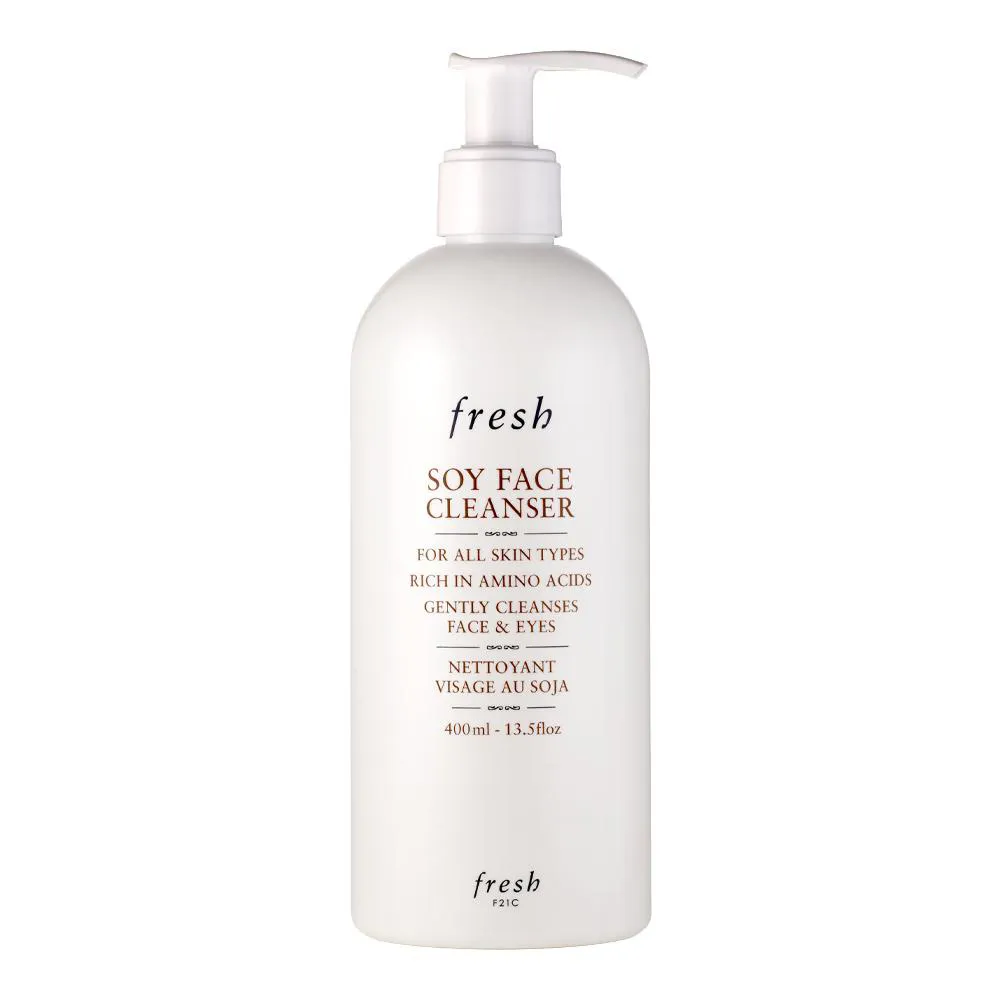 fresh
SOY FACE
CLEANSER
FOR ALL SKIN TYPES
RICH IN AMINO ACIDS
GENTLY CLEANSES
FACE & EYES
NETTOYANT
VISAGE AU SOJA
400ml - 13.5floz
fresh
F21C